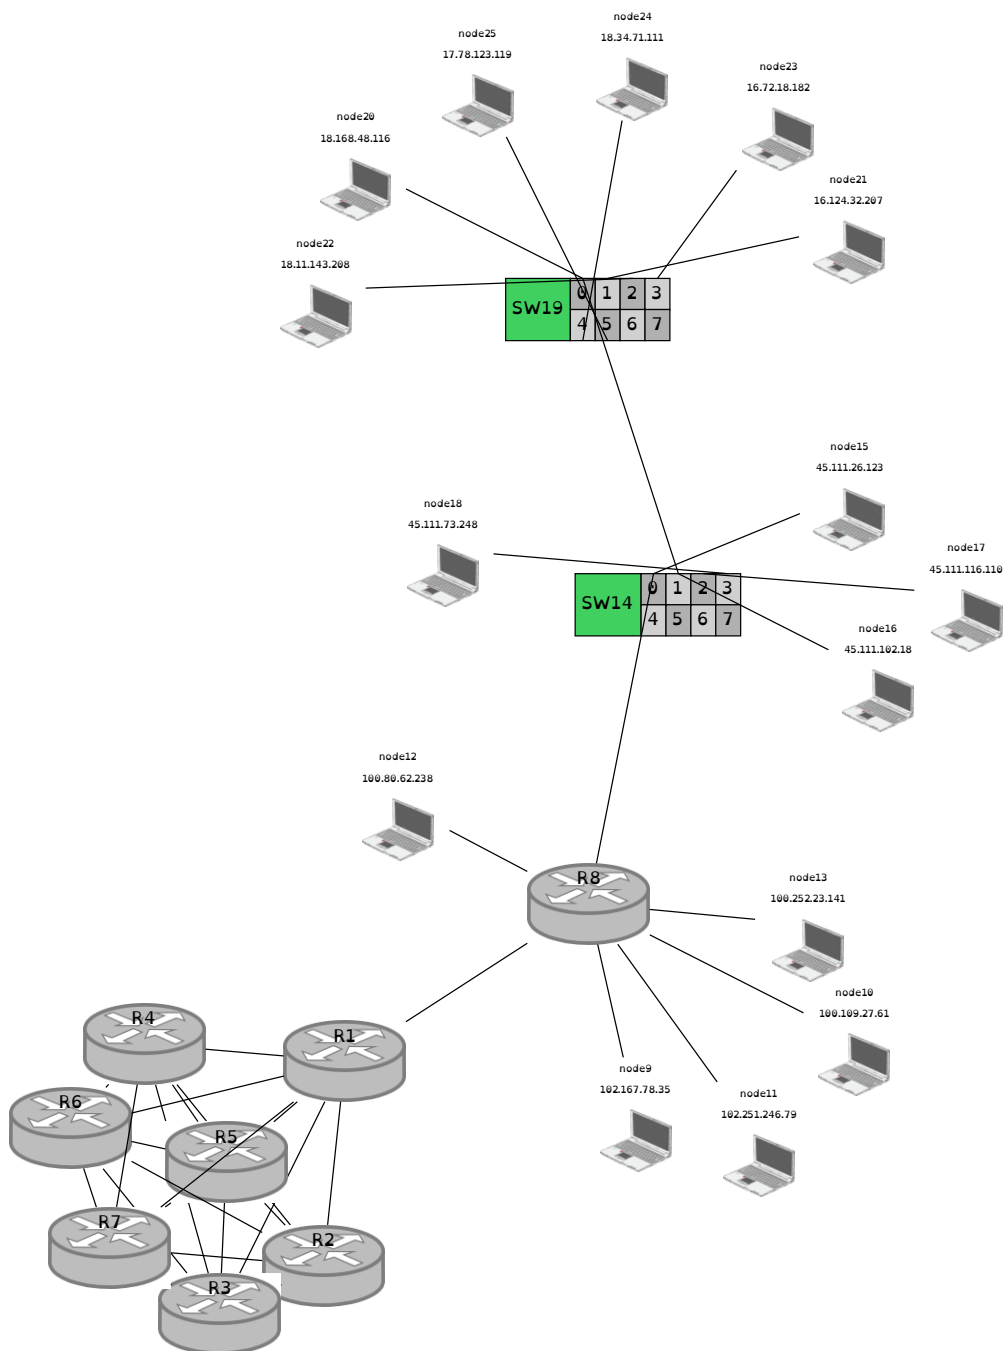 node24
18.34.71.111
node25
17.78.123.119
node23
16.72.18.182
node20
18.168.48.116
node21
16.124.32.207
node22
18.11.143.208
SW19
0 1 2 3
4 5 6 7
node15
45.111.26.123
node18
45.111.73.248
node17
45.111.116.110
SW14
0 1 2 3
4 5 6 7
node16
45.111.102.18
node12
100.80.62.238
R8
node13
100.252.23.141
node10
100.109.27.61
R4
R1
node9
102.167.78.35
node11
102.251.246.79
R6
R5
R7
R2
R3